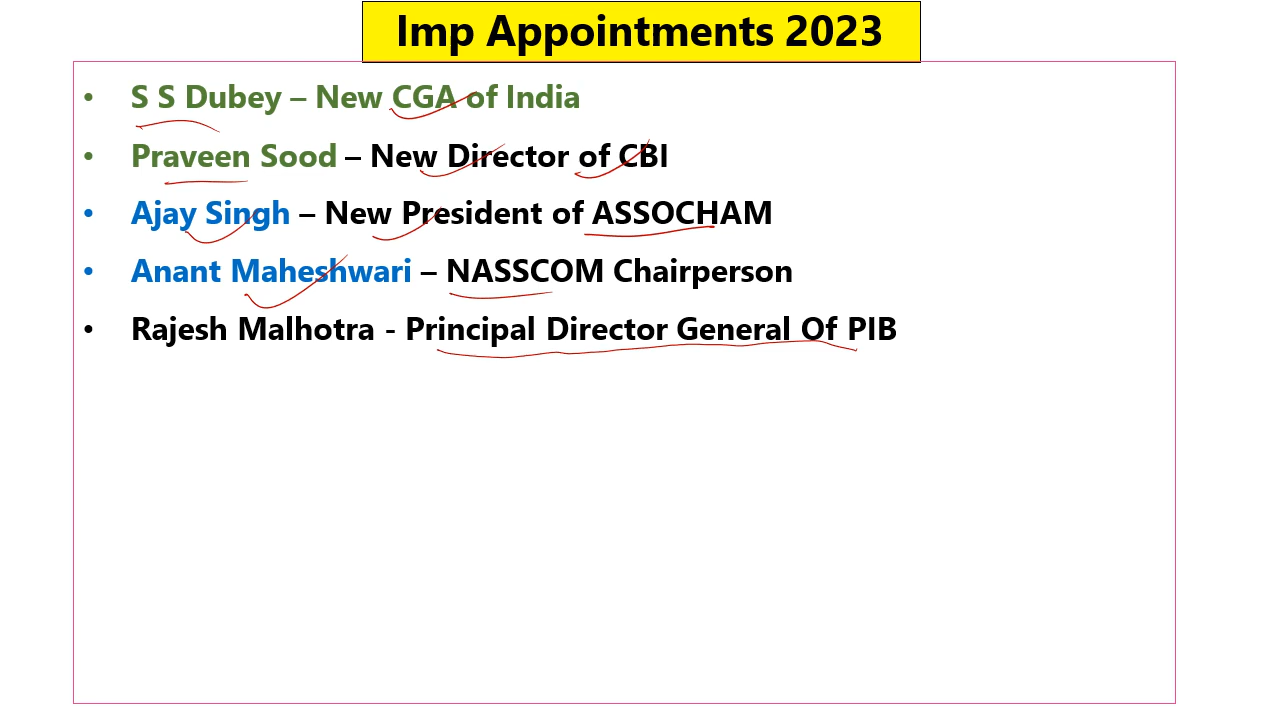 Imp Appointments 2023
• S S Dubey – New CGA of India
• Praveen Sood – New Director of CBI
• Ajay Singh – New President of ASSOCHAM
• Anant Maheshwari – NASSCOM Chairperson
• Rajesh Malhotra - Principal Director General Of PIB